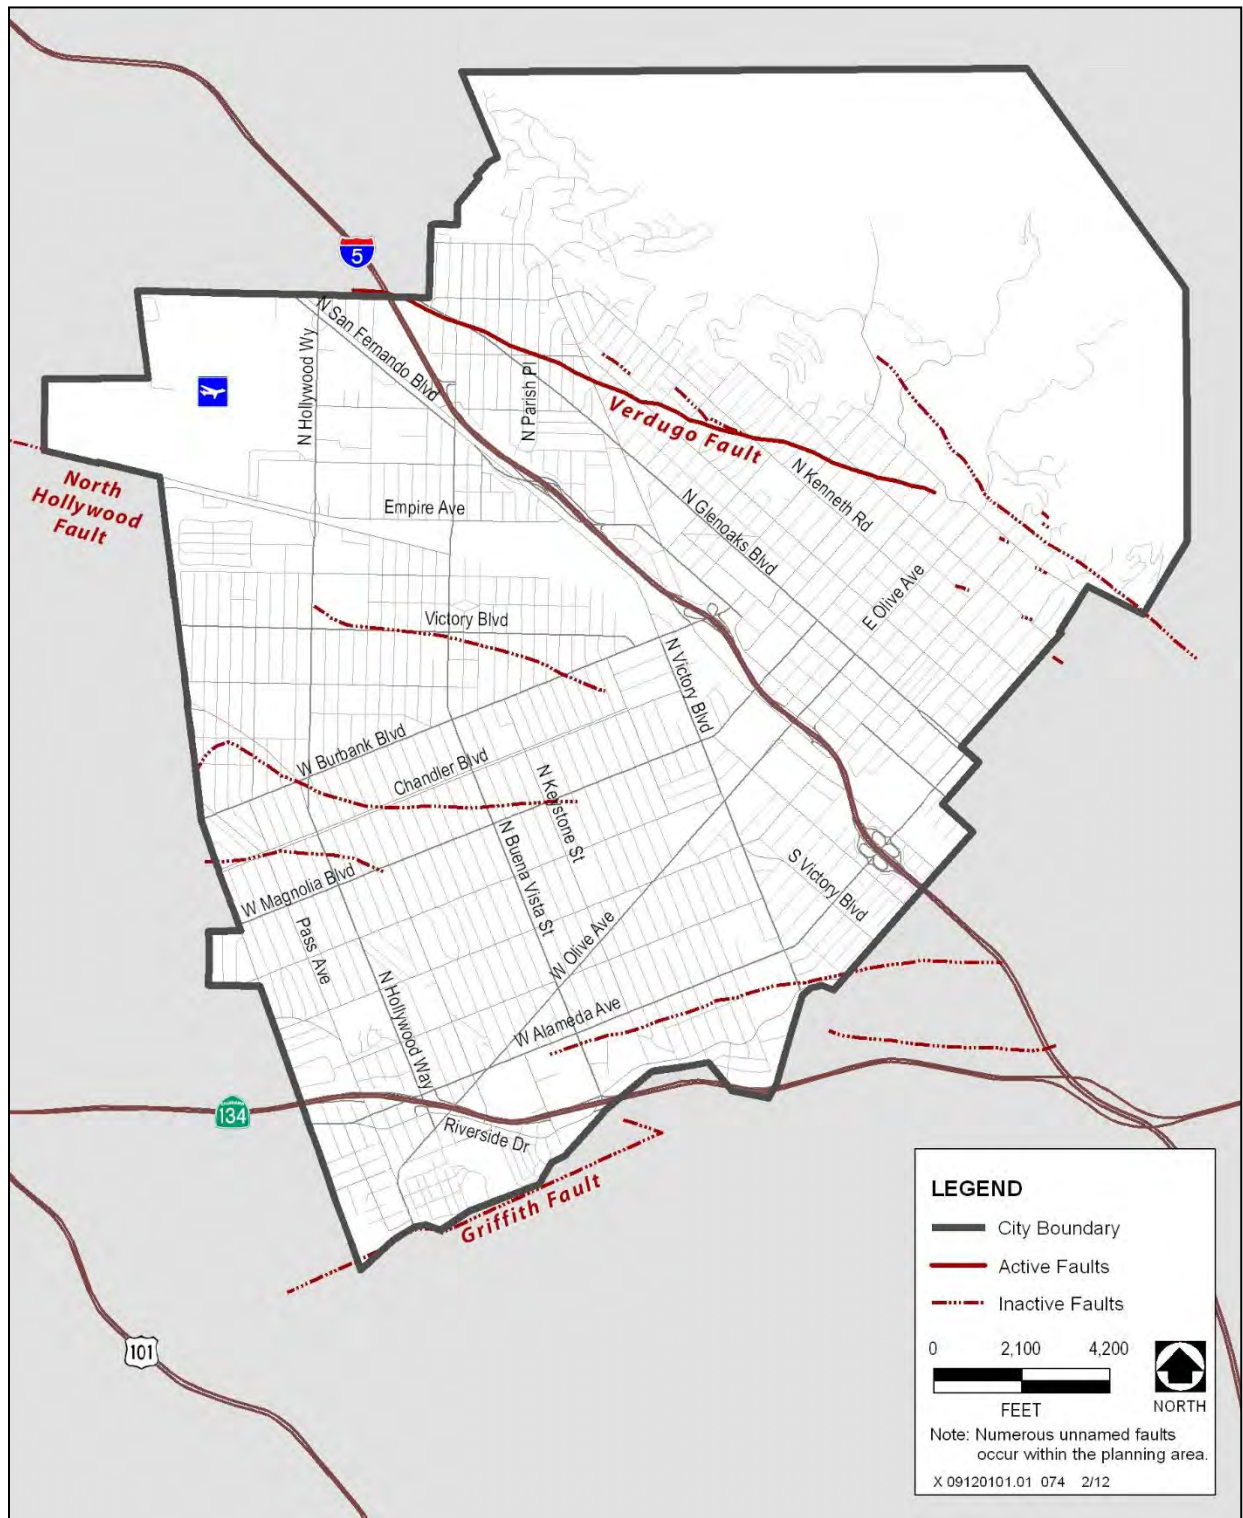 5
N San Fernando Blvd
N Hollywood Wy
N Parish Pl
Verdugo Fault
North
Hollywood
Fault
N Kenneth Rd
Empire Ave
N Glenoaks Blvd
E Olive Ave
Victory Blvd
N Victory Blvd
W Burbank Blvd
Chandler Blvd
N Keystone St
N Buena Vista St
W Magnolia Blvd
S Victory Blvd
Pass Ave
W Olive Ave
N Hollywood Way
W Alameda Ave
134
Riverside Dr
Griffith Fault
101
LEGEND
City Boundary
Active Faults
Inactive Faults
0 2,100 4,200
FEET
NORTH
Note: Numerous unnamed faults
occur within the planning area.
X 09120101.01 074 2/12